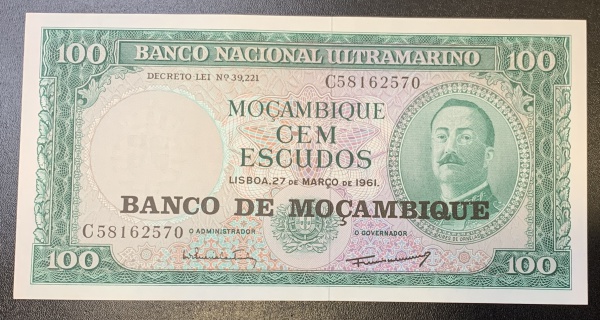 100 BANCO NACIONAL ULTRAMARINO 100
DECRETO LEI Nº 39,221 C58162570
MOÇAMBIQUE
CEM
ESCUDOS
LISBOA, 27 DE MARÇO DE 1961.
BANCO DE MOÇAMBIQUE
C58162570 O ADMINISTRADOR O GOVERNADOR
100 100